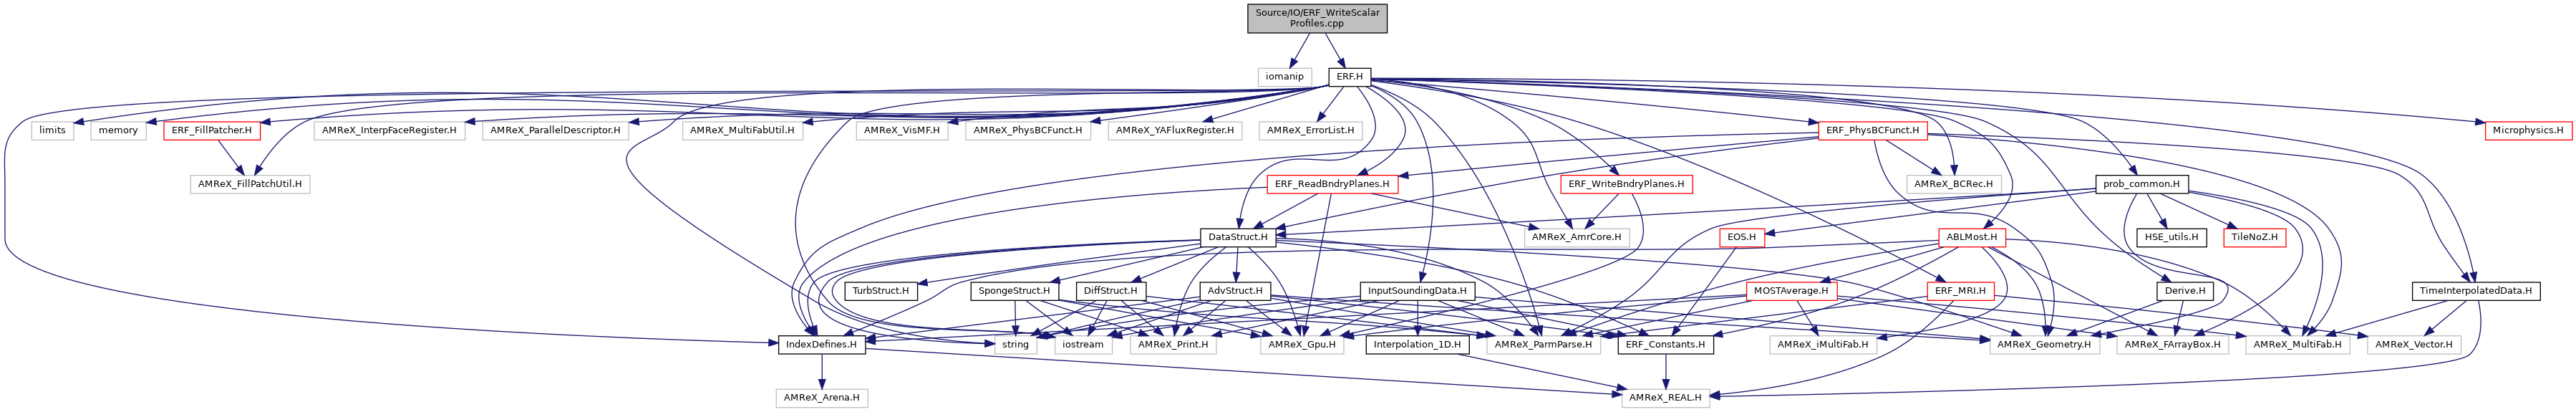 Source/IO/ERF_WriteScalar
Profiles.cpp
iomanip
ERF.H
limits
memory
ERF_FillPatcher.H
AMReX_InterpFaceRegister.H
AMReX_ParallelDescriptor.H
AMReX_MultiFabUtil.H
AMReX_VisMF.H
AMReX_PhysBCFunct.H
AMReX_YAFluxRegister.H
AMReX_ErrorList.H
ERF_PhysBCFunct.H
Microphysics.H
AMReX_FillPatchUtil.H
ERF_ReadBndryPlanes.H
ERF_WriteBndryPlanes.H
AMReX_BCRec.H
prob_common.H
DataStruct.H
AMReX_AmrCore.H
EOS.H
ABLMost.H
HSE_utils.H
TileNoZ.H
TurbStruct.H
SpongeStruct.H
DiffStruct.H
AdvStruct.H
InputSoundingData.H
MOSTAverage.H
ERF_MRI.H
Derive.H
TimeInterpolatedData.H
IndexDefines.H
string
iostream
AMReX_Print.H
AMReX_Gpu.H
Interpolation_1D.H
AMReX_ParmParse.H
ERF_Constants.H
AMReX_iMultiFab.H
AMReX_Geometry.H
AMReX_FArrayBox.H
AMReX_MultiFab.H
AMReX_Vector.H
AMReX_Arena.H
AMReX_REAL.H